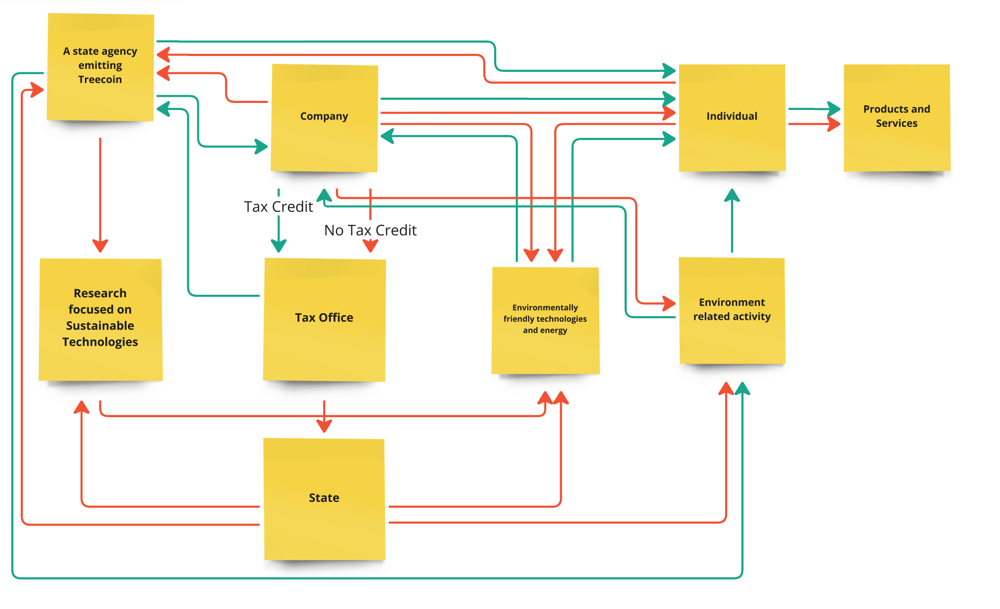 A state agency
emitting
Treecoin
Company
Individual
Products and
Services
Tax Credit
No Tax Credit
Research
focused on
Sustainable
Technologies
Tax Office
Environmentally
friendly technologies
and energy
Environment
related activity
State